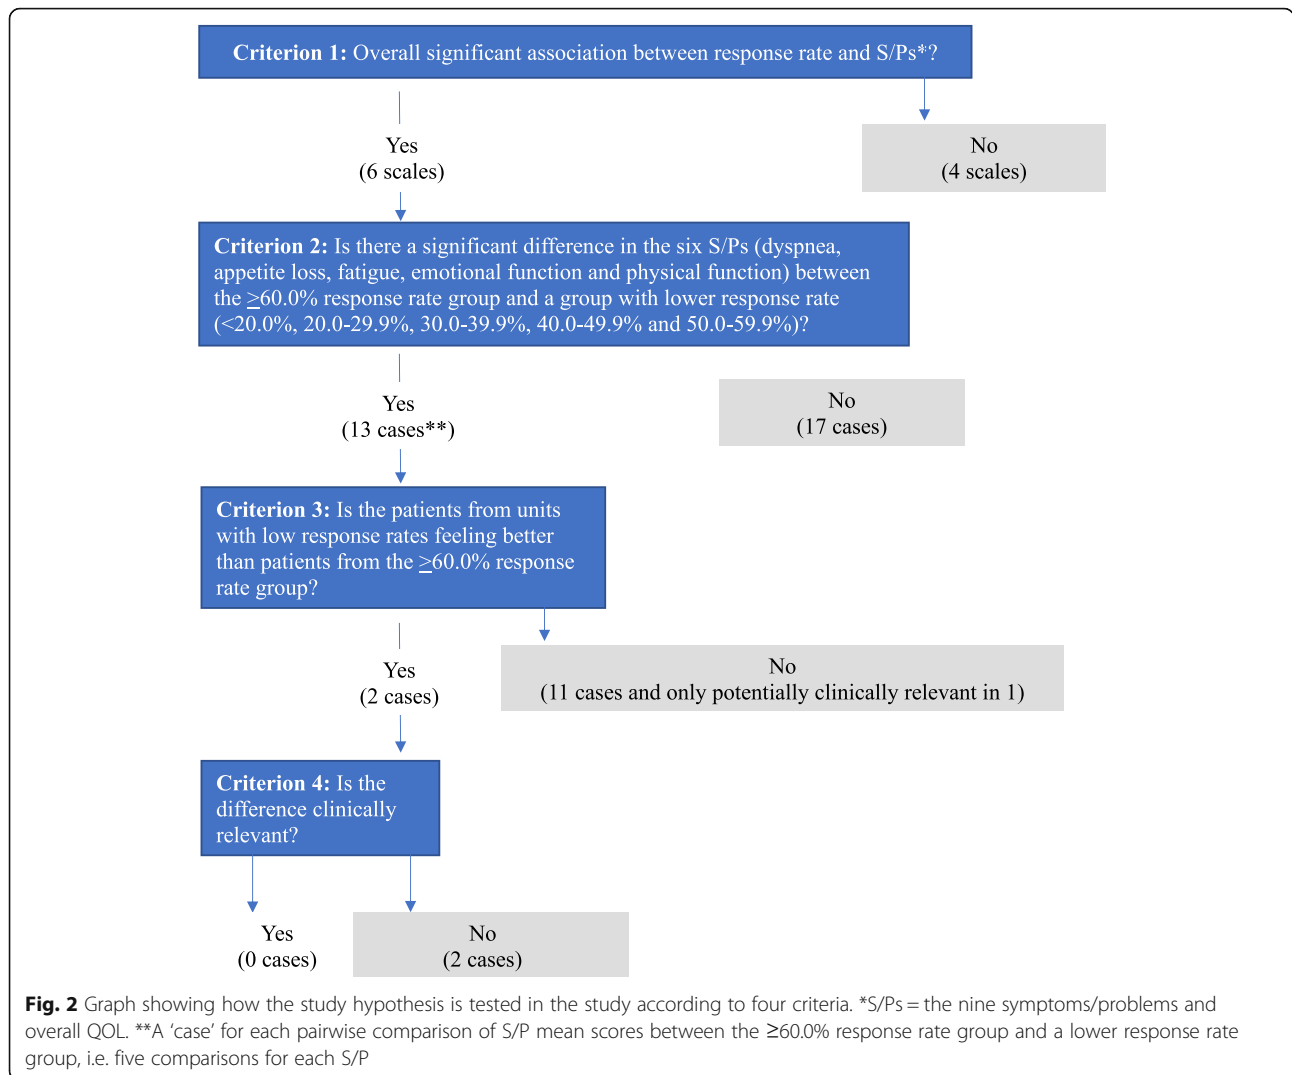 Criterion 1: Overall significant association between response rate and S/Ps*?
Yes
(6 scales)
No
(4 scales)
Criterion 2: Is there a significant difference in the six S/Ps (dyspnea,
appetite loss, fatigue, emotional function and physical function) between
the ≥60.0% response rate group and a group with lower response rate
(<20.0%, 20.0-29.9%, 30.0-39.9%, 40.0-49.9% and 50.0-59.9%)?
Yes
(13 cases**)
No
(17 cases)
Criterion 3: Is the patients from units
with low response rates feeling better
than patients from the ≥60.0% response
rate group?
Yes
(2 cases)
No
(11 cases and only potentially clinically relevant in 1)
Criterion 4: Is the
difference clinically
relevant?
Yes
(0 cases)
No
(2 cases)
Fig. 2 Graph showing how the study hypothesis is tested in the study according to four criteria. *S/Ps = the nine symptoms/problems and
overall QOL. **A ‘case’ for each pairwise comparison of S/P mean scores between the ≥60.0% response rate group and a lower response rate
group, i.e. five comparisons for each S/P